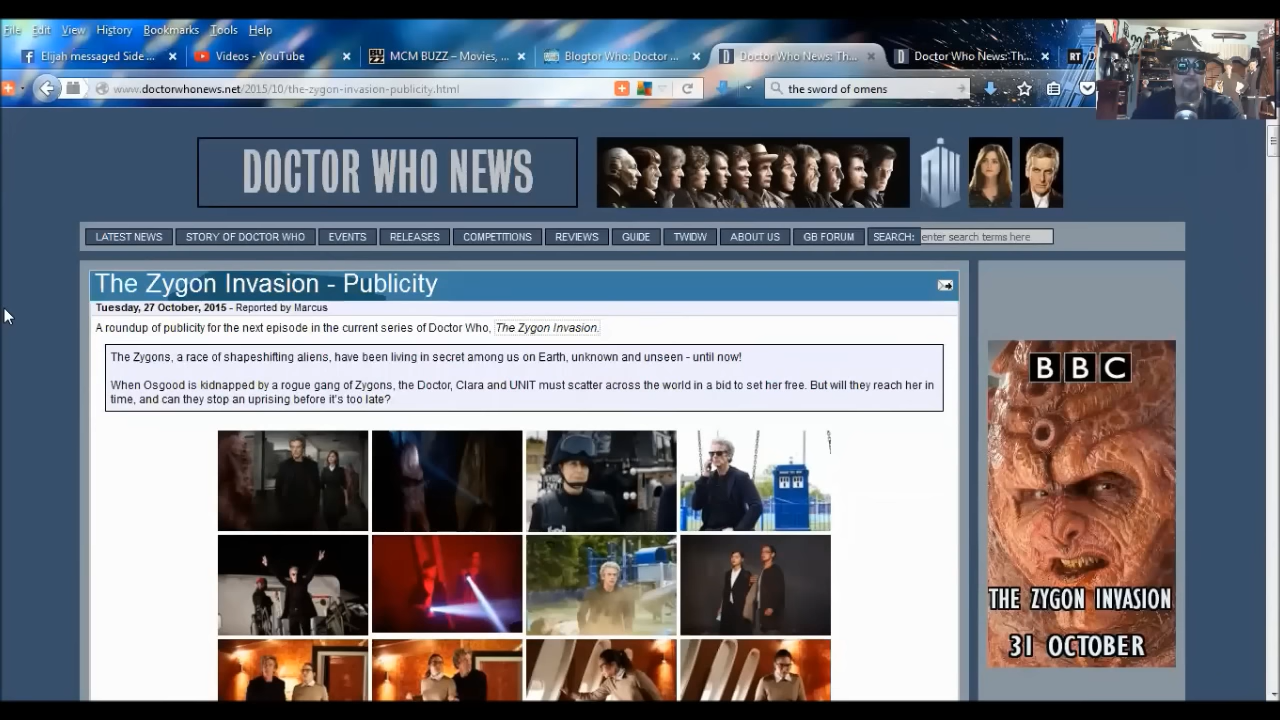 File Edit View History Bookmarks Tools Help
Elijah messaged Side ... Videos - YouTube MCM BUZZ – Movies, ... Blogtor Who: Doctor ... Doctor Who News: Th... Doctor Who News: Th... RT
www.doctorwhonews.net/2015/10/the-zygon-invasion-publicity.html the sword of omens
DOCTOR WHO NEWS
LATEST NEWS STORY OF DOCTOR WHO EVENTS RELEASES COMPETITIONS REVIEWS GUIDE TWIDW ABOUT US GB FORUM SEARCH: enter search terms here
The Zygon Invasion - Publicity
Tuesday, 27 October, 2015 - Reported by Marcus
A roundup of publicity for the next episode in the current series of Doctor Who, The Zygon Invasion.
The Zygons, a race of shapeshifting aliens, have been living in secret among us on Earth, unknown and unseen - until now!
When Osgood is kidnapped by a rogue gang of Zygons, the Doctor, Clara and UNIT must scatter across the world in a bid to set her free. But will they reach her in
time, and can they stop an uprising before it's too late?
BBC
THE ZYGON INVASION
31 OCTOBER